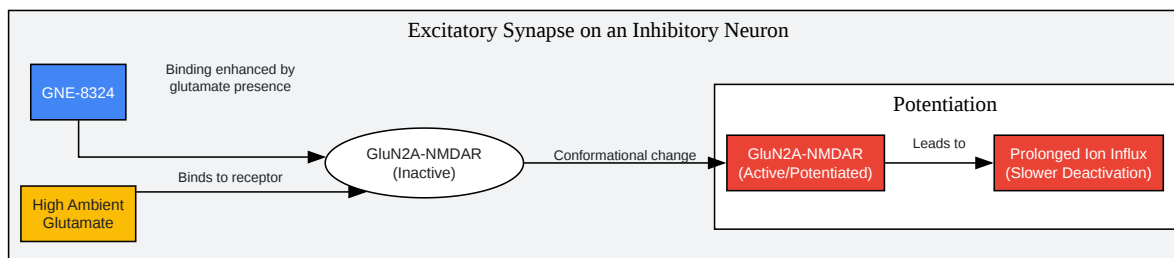 Excitatory Synapse on an Inhibitory Neuron
GNE-8324
Binding enhanced by
glutamate presence
High Ambient
Glutamate
Binds to receptor
GluN2A-NMDAR
(Inactive)
Conformational change
Potentiation
GluN2A-NMDAR
(Active/Potentiated)
Leads to
Prolonged Ion Influx
(Slower Deactivation)